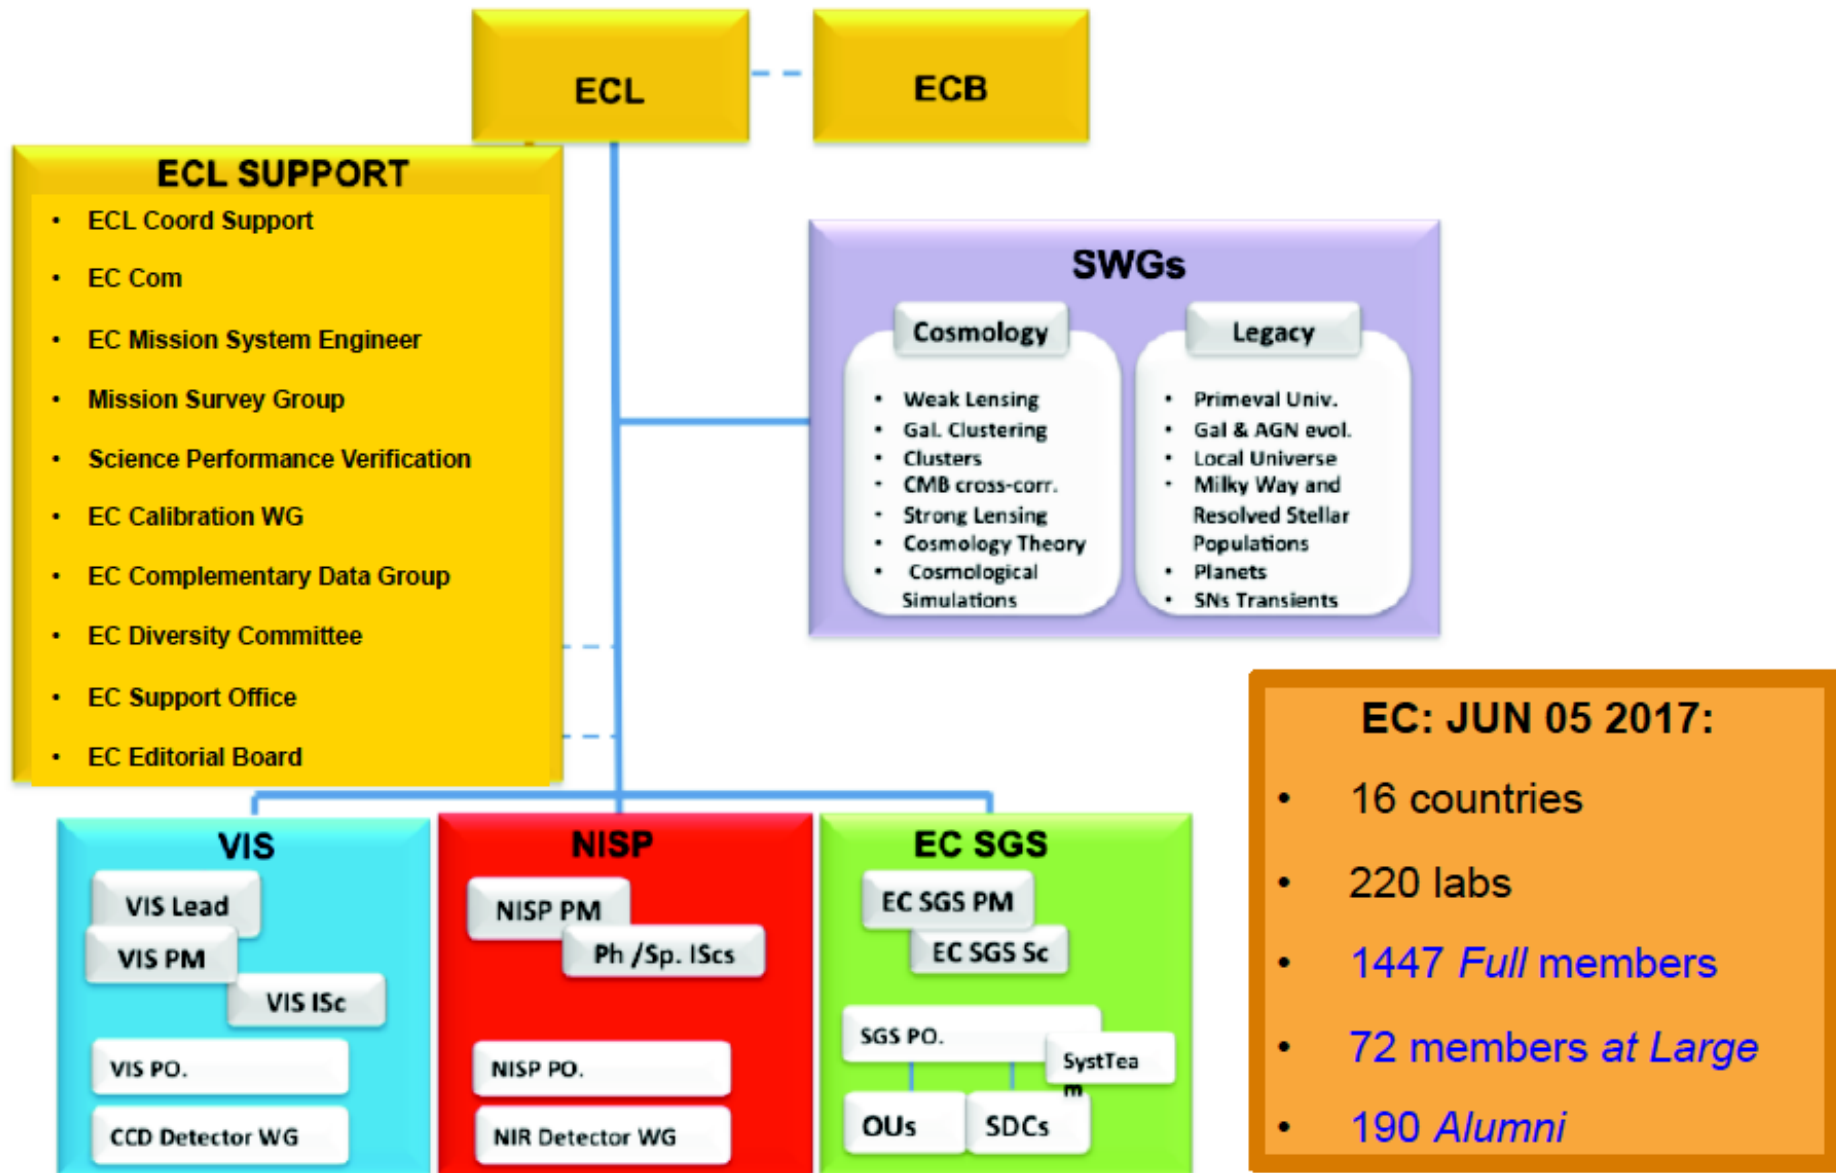 ECL
ECB
ECL SUPPORT
• ECL Coord Support
• EC Com
• EC Mission System Engineer
• Mission Survey Group
• Science Performance Verification
• EC Calibration WG
• EC Complementary Data Group
• EC Diversity Committee
• EC Support Office
• EC Editorial Board
SWGs
Cosmology
• Weak Lensing
• Gal. Clustering
• Clusters
• CMB cross-corr.
• Strong Lensing
• Cosmology Theory
• Cosmological
Simulations
Legacy
• Primeval Univ.
• Gal & AGN evol.
• Local Universe
• Milky Way and
Resolved Stellar
Populations
• Planets
• SNs Transients
VIS
VIS Lead
VIS PM
VIS ISc
VIS PO.
CCD Detector WG
NISP
NISP PM
Ph /Sp. IScs
NISP PO.
NIR Detector WG
EC SGS
EC SGS PM
EC SGS Sc
SGS PO.
SystTea
m
OUs
SDCs
EC: JUN 05 2017:
• 16 countries
• 220 labs
• 1447 Full members
• 72 members at Large
• 190 Alumni